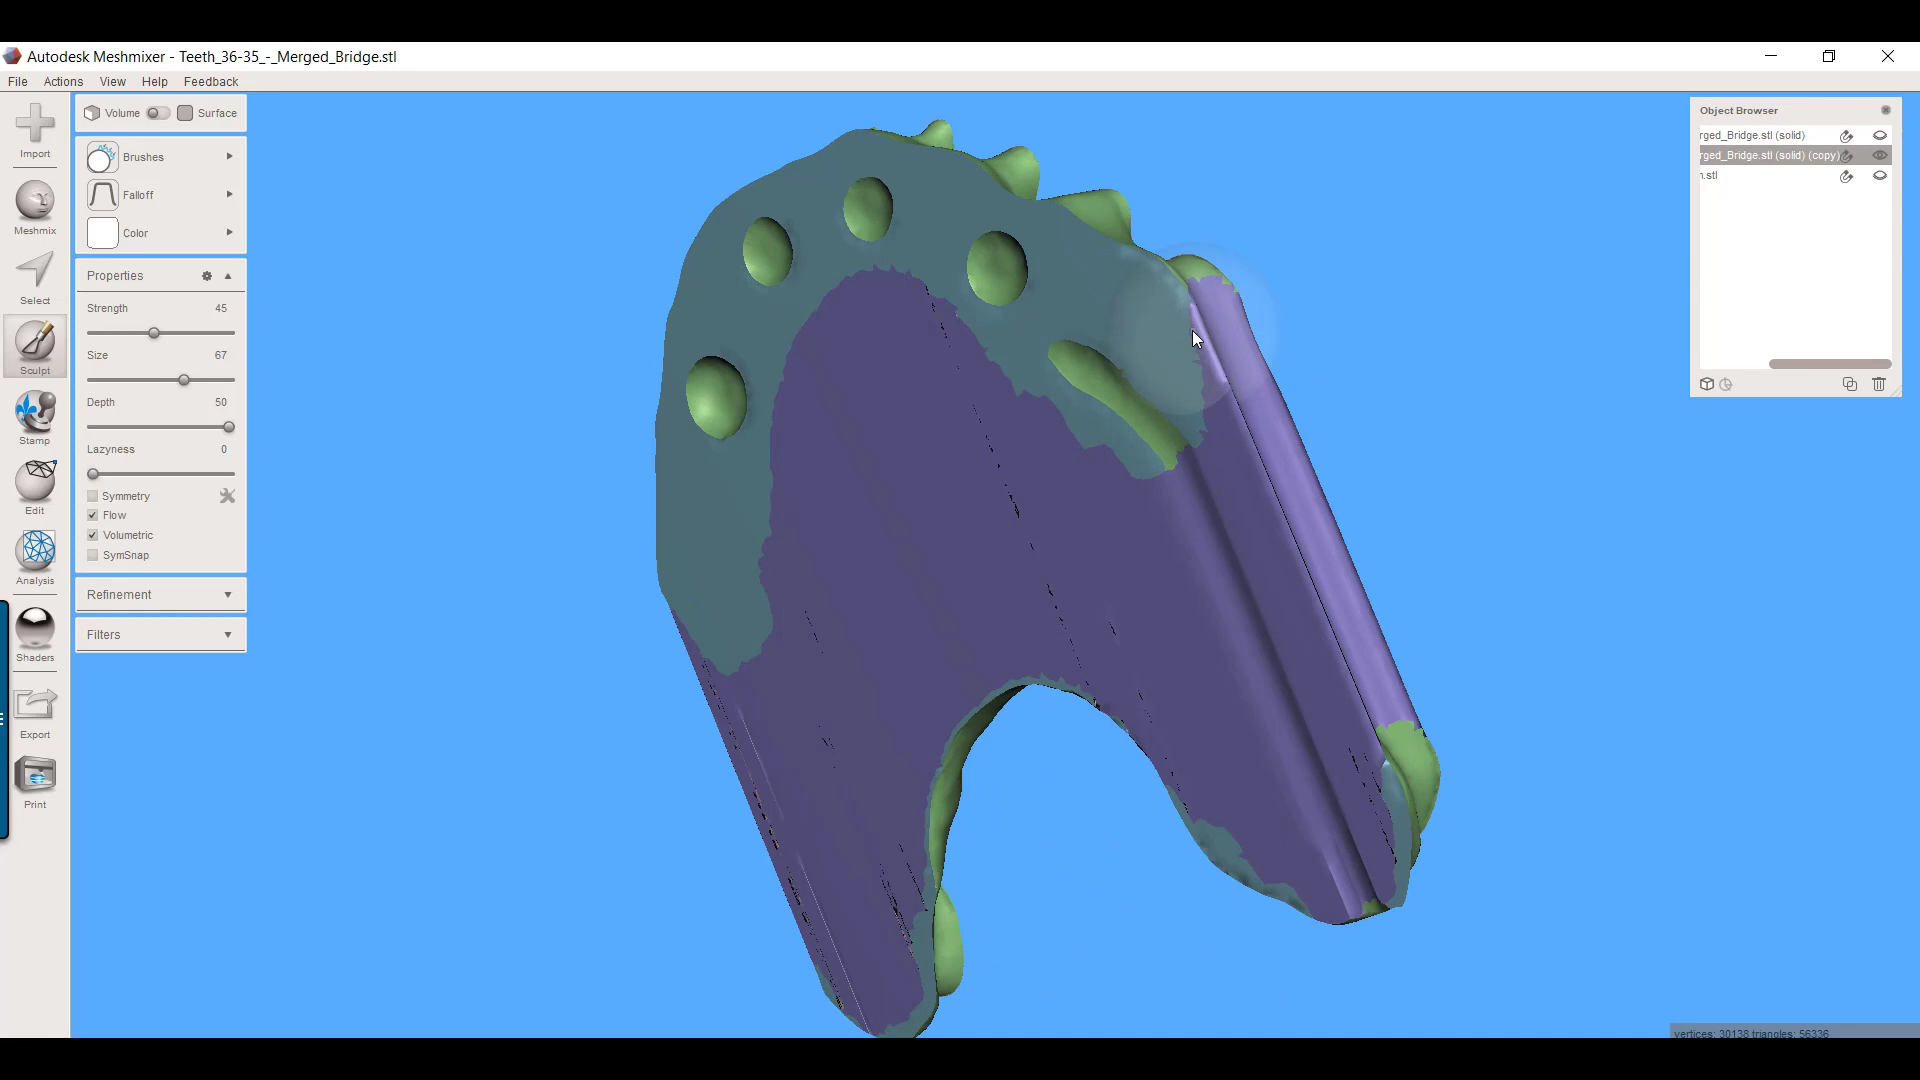 Autodesk Meshmixer - Teeth_36-35_-_Merged_Bridge.stl
File Actions View Help Feedback
Import
Meshmix
Select
Sculpt
Stamp
Edit
Analysis
Shaders
Export
Print
Volume Surface
Brushes
Falloff
Color
Properties
Strength 45
Size 67
Depth 50
Lazyness 0
Symmetry
Flow
Volumetric
SymSnap
Refinement
Filters
Object Browser
rged_Bridge.stl (solid)
rged_Bridge.stl (solid) (copy)
n.stl
vertices: 30138 triangles: 56336